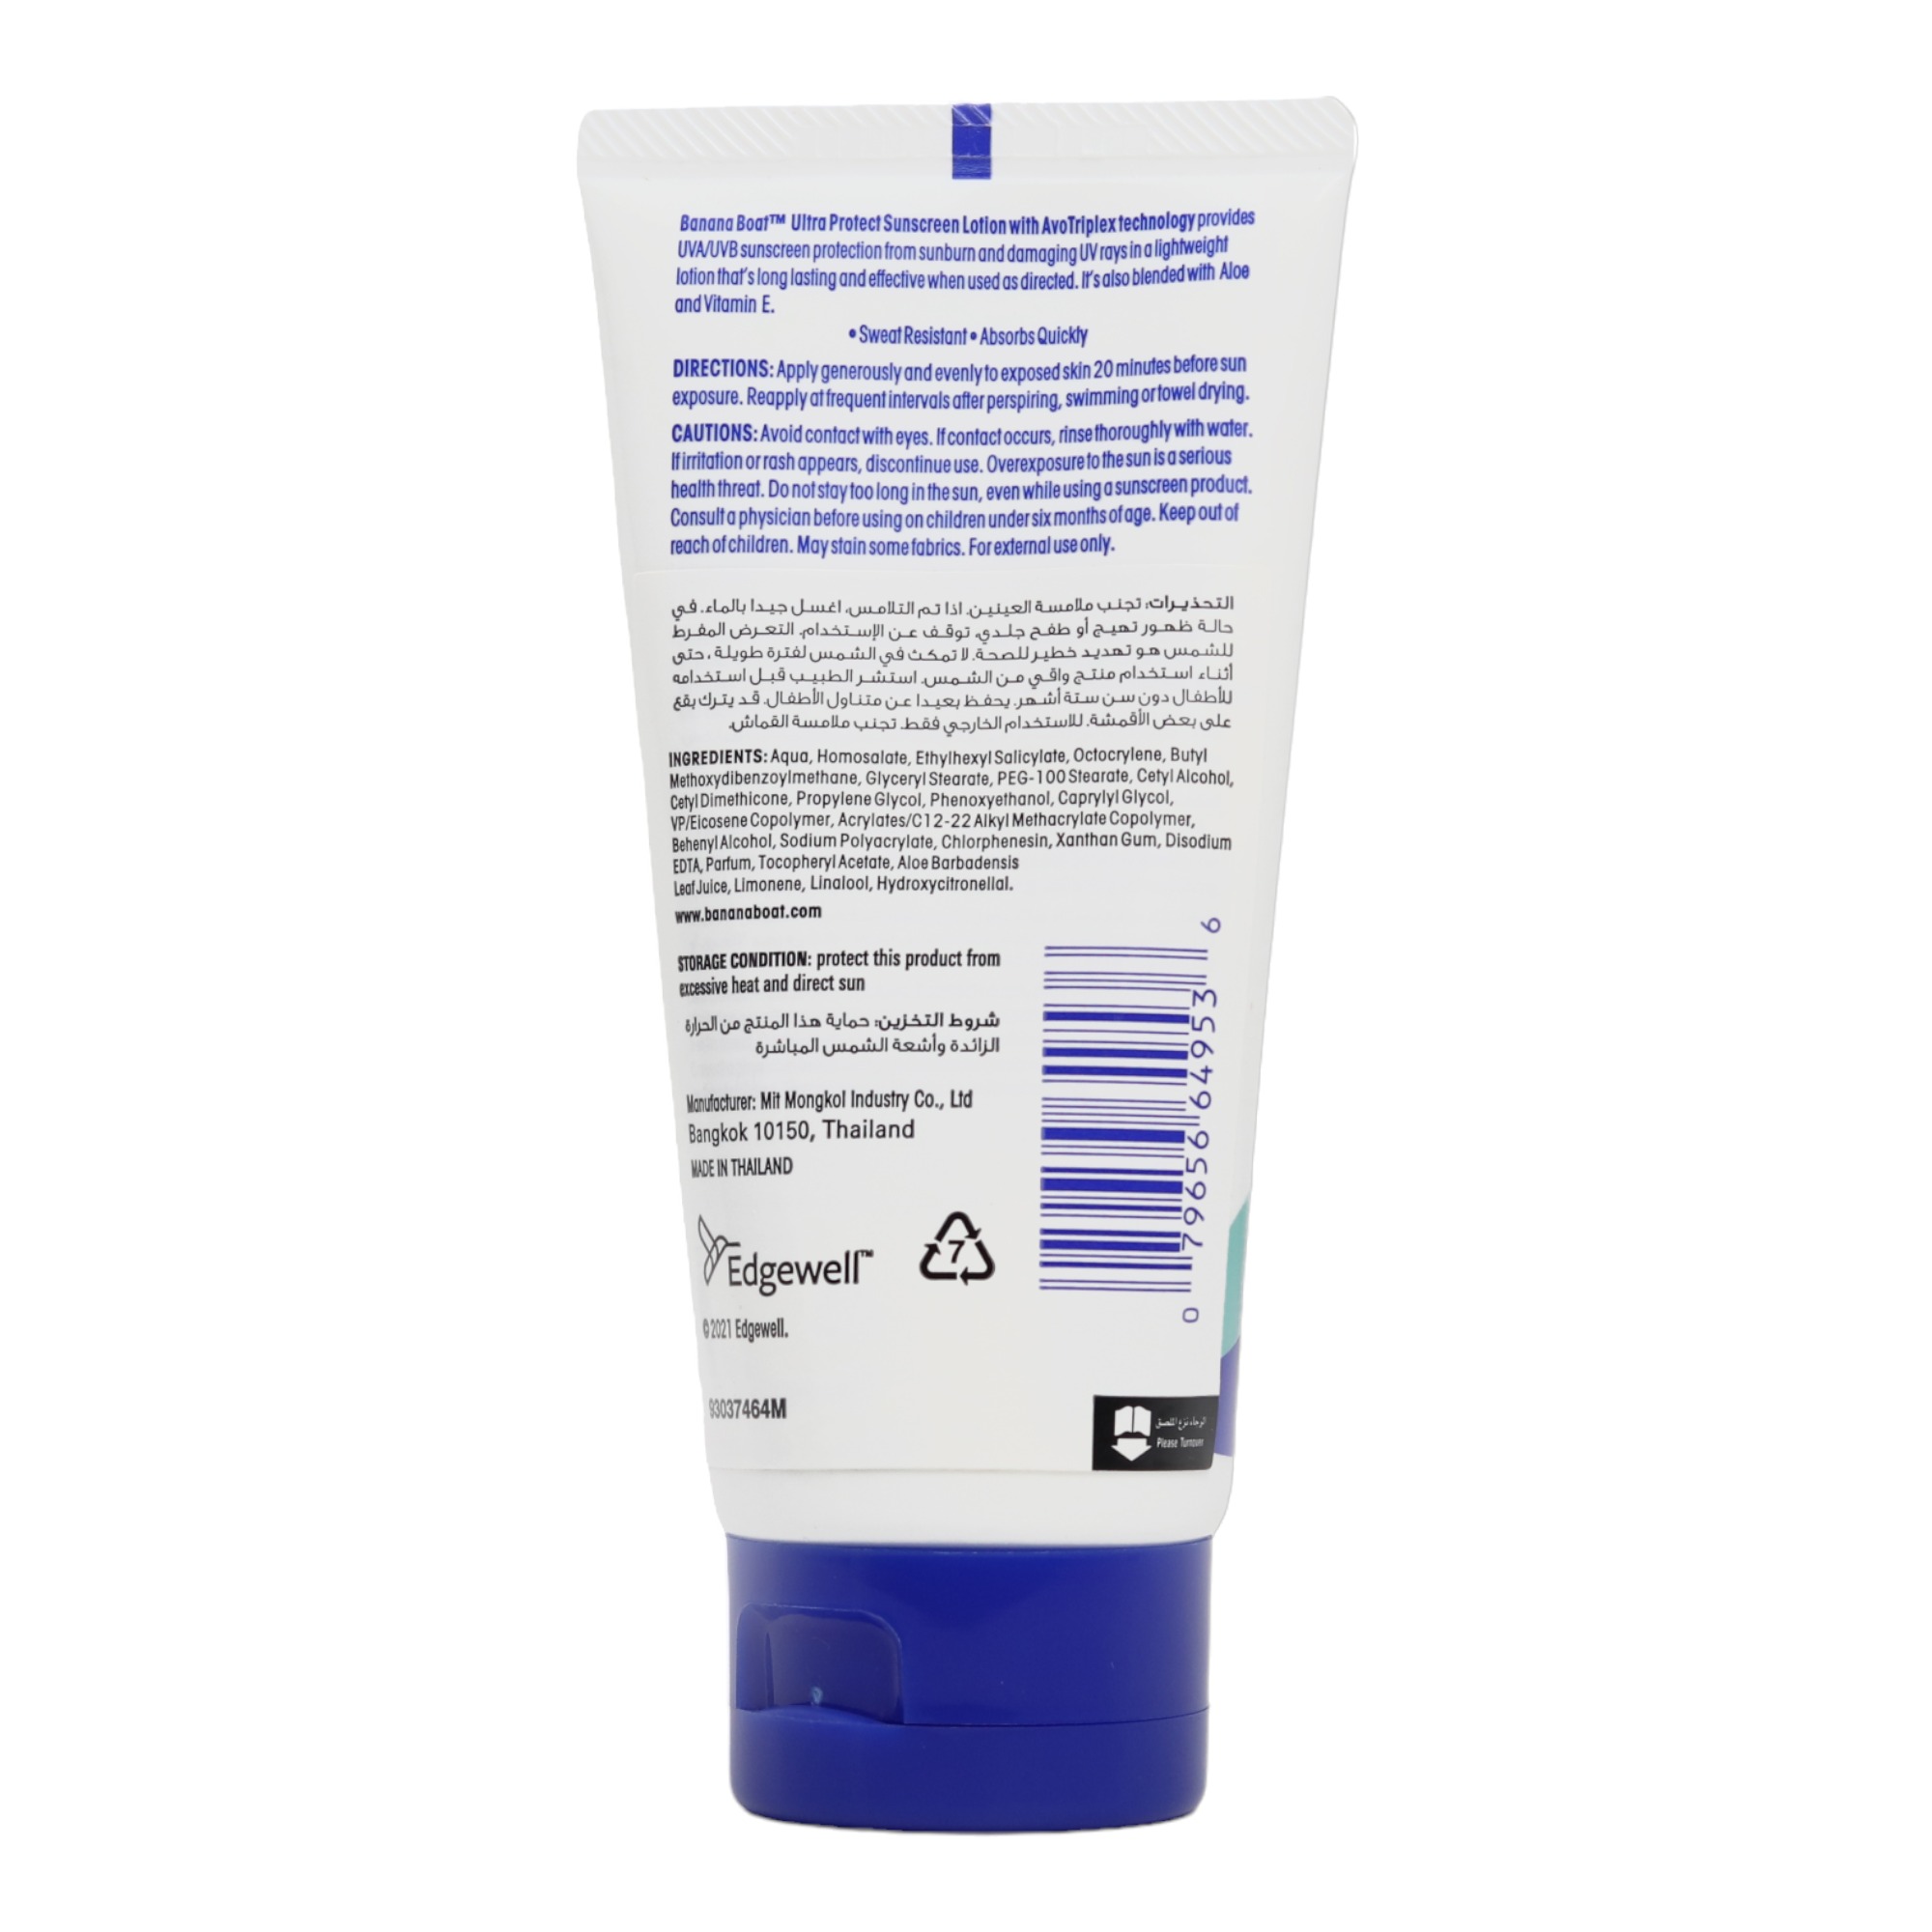 Banana Boat™ Ultra Protect Sunscreen Lotion with AvoTriplex technology provides
UVA/UVB sunscreen protection from sunburn and damaging UV rays in a lightweight
lotion that's long lasting and effective when used as directed. It's also blended with Aloe
and Vitamin E.
• Sweat Resistant • Absorbs Quickly
DIRECTIONS: Apply generously and evenly to exposed skin 20 minutes before sun
exposure. Reapply at frequent intervals after perspiring, swimming or towel drying.
CAUTIONS: Avoid contact with eyes. If contact occurs, rinse thoroughly with water.
If irritation or rash appears, discontinue use. Overexposure to the sun is a serious
health threat. Do not stay too long in the sun, even while using a sunscreen product.
Consult a physician before using on children under six months of age. Keep out of
reach of children. May stain some fabrics. For external use only.
التحذيرات: تجنب ملامسة العينين. اذا تم التلامس، اغسل جيدا بالماء. في
حالة ظهور تهيج أو طفح جلدي، توقف عن الإستخدام. التعرض المفرط
للشمس هو تهديد خطير للصحة. لا تمكث في الشمس لفترة طويلة، حتى
أثناء استخدام منتج واقي من الشمس. استشر الطبيب قبل استخدامه
للأطفال دون سن ستة أشهر. يحفظ بعيدا عن متناول الأطفال. قد يترك بقع
على بعض الأقمشة. للاستخدام الخارجي فقط. تجنب ملامسة القماش.
INGREDIENTS: Aqua, Homosalate, Ethylhexyl Salicylate, Octocrylene, Butyl
Methoxydibenzoylmethane, Glyceryl Stearate, PEG-100 Stearate, Cetyl Alcohol,
Cetyl Dimethicone, Propylene Glycol, Phenoxyethanol, Caprylyl Glycol,
VP/Eicosene Copolymer, Acrylates/C12-22 Alkyl Methacrylate Copolymer,
Behenyl Alcohol, Sodium Polyacrylate, Chlorphenesin, Xanthan Gum, Disodium
EDTA, Parfum, Tocopheryl Acetate, Aloe Barbadensis
Leaf Juice, Limonene, Linalool, Hydroxycitronellal.
www.bananaboat.com
STORAGE CONDITION: protect this product from
excessive heat and direct sun
شروط التخزين: حماية هذا المنتج من الحرارة
الزائدة وأشعة الشمس المباشرة
Manufacturer: Mit Mongkol Industry Co., Ltd
Bangkok 10150, Thailand
MADE IN THAILAND
0 79656 64953 6
Edgewell™
7
© 2021 Edgewell.
93037464M
الرجاء نزع الملصق
Please Turnover